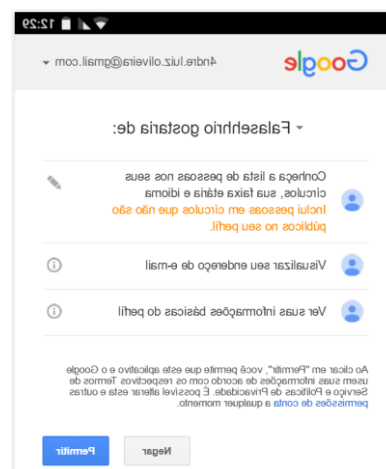 12:29
Google
4ndre.luiz.oliveira@gmail.com
Falasehhrio gostaria de:
Conheça a lista de pessoas nos seus
círculos, sua faixa etária e idioma
Inclui pessoas em círculos que não são
públicos no seu perfil.
Visualizar seu endereço de e-mail
Ver suas informações básicas do perfil
Ao clicar em "Permitir", você permite que este aplicativo e o Google
usem suas informações de acordo com os respectivos Termos de
Serviço e Políticas de Privacidade. É possível alterar esta e outras
permissões de conta a qualquer momento.
Negar
Permitir